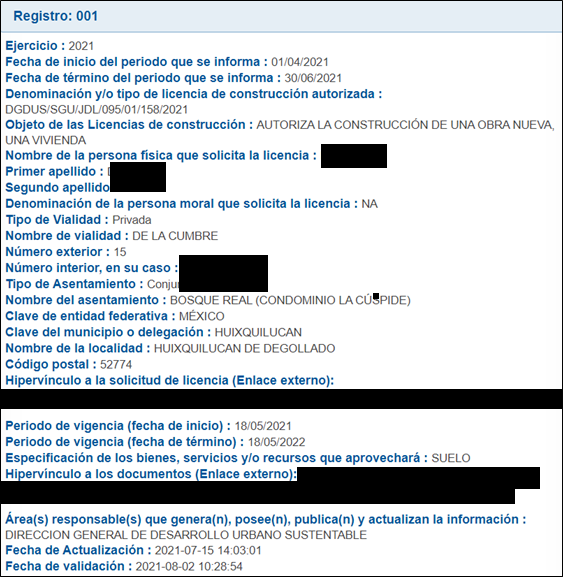 Registro: 001
Ejercicio : 2021
Fecha de inicio del periodo que se informa : 01/04/2021
Fecha de término del periodo que se informa : 30/06/2021
Denominación y/o tipo de licencia de construcción autorizada :
DGDUS/SGU/JDL/095/01/158/2021
Objeto de las Licencias de construcción : AUTORIZA LA CONSTRUCCIÓN DE UNA OBRA NUEVA,
UNA VIVIENDA
Nombre de la persona física que solicita la licencia :
Primer apellido :
Segundo apellido
Denominación de la persona moral que solicita la licencia : NA
Tipo de Vialidad : Privada
Nombre de vialidad : DE LA CUMBRE
Número exterior : 15
Número interior, en su caso :
Tipo de Asentamiento :
Nombre del asentamiento : BOSQUE REAL (CONDOMINIO LA CÚSPIDE)
Clave de entidad federativa : MÉXICO
Clave del municipio o delegación : HUIXQUILUCAN
Nombre de la localidad : HUIXQUILUCAN DE DEGOLLADO
Código postal : 52774
Hipervínculo a la solicitud de licencia (Enlace externo):
Periodo de vigencia (fecha de inicio) : 18/05/2021
Periodo de vigencia (fecha de término) : 18/05/2022
Especificación de los bienes, servicios y/o recursos que aprovechará : SUELO
Hipervínculo a los documentos (Enlace externo):
Área(s) responsable(s) que genera(n), posee(n), publica(n) y actualizan la información :
DIRECCION GENERAL DE DESARROLLO URBANO SUSTENTABLE
Fecha de Actualización : 2021-07-15 14:03:01
Fecha de validación : 2021-08-02 10:28:54